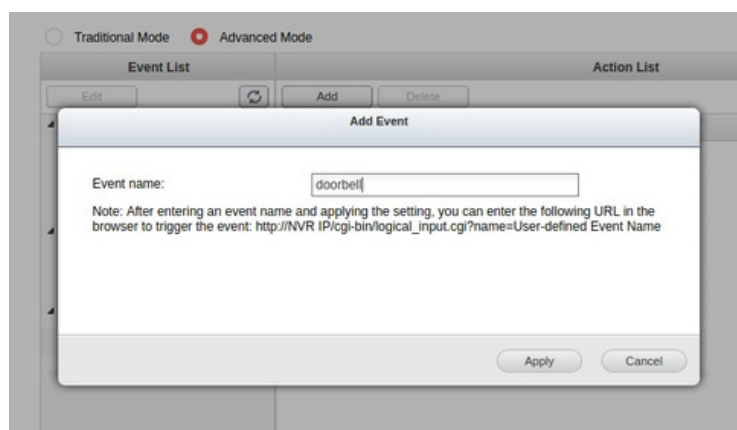 Traditional Mode Advanced Mode
Event List Action List
Edit Add Delete
Add Event
Event name: doorbell
Note: After entering an event name and applying the setting, you can enter the following URL in the
browser to trigger the event: http://NVR IP/cgi-bin/logical_input.cgi?name=User-defined Event Name
Apply Cancel